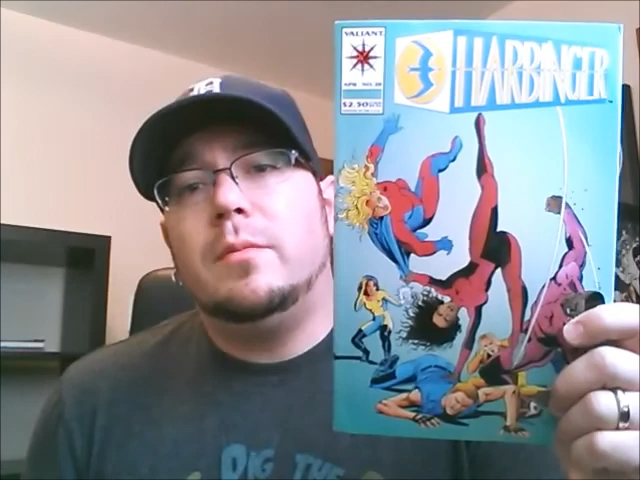 VALIANT
HARBINGER
$2.50
D
DIG THE